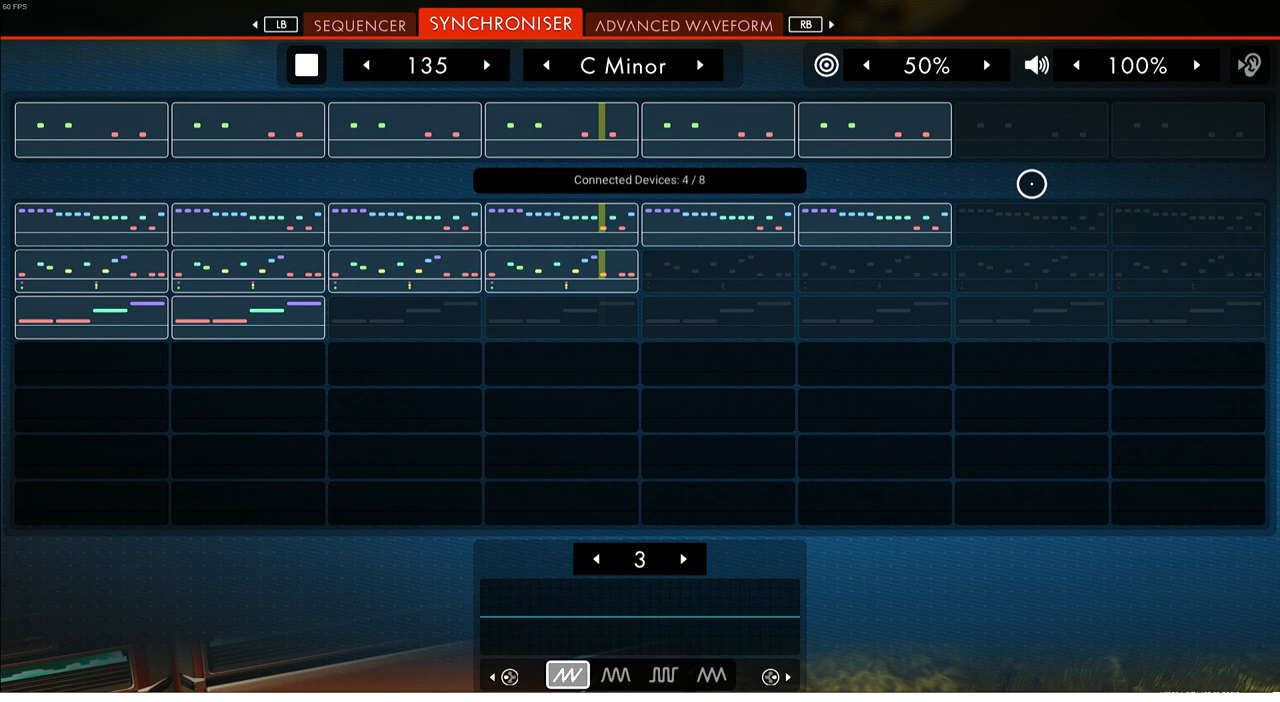 60 FPS
LB SEQUENCER SYNCHRONISER ADVANCED WAVEFORM RB
135 C Minor 50% 100%
Connected Devices: 4 / 8
3